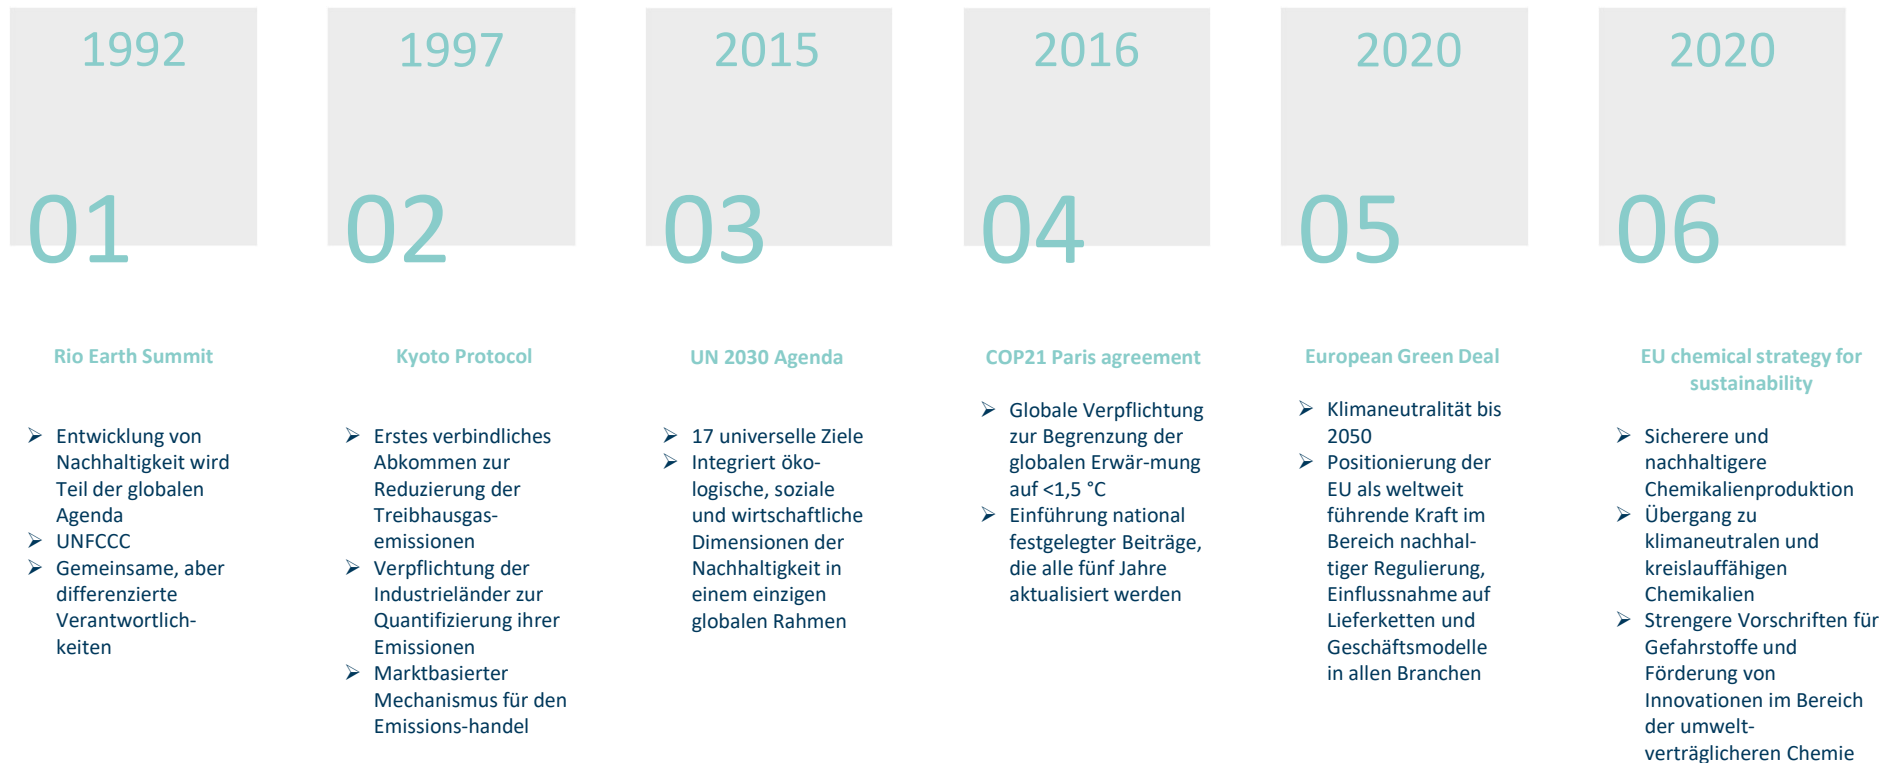 1992
01
Rio Earth Summit
➢ Entwicklung von
Nachhaltigkeit wird
Teil der globalen
Agenda
➢ UNFCCC
➢ Gemeinsame, aber
differenzierte
Verantwortlich-
keiten
1997
02
Kyoto Protocol
➢ Erstes verbindliches
Abkommen zur
Reduzierung der
Treibhausgas-
emissionen
➢ Verpflichtung der
Industrieländer zur
Quantifizierung ihrer
Emissionen
➢ Marktbasierter
Mechanismus für den
Emissions-handel
2015
03
UN 2030 Agenda
➢ 17 universelle Ziele
➢ Integriert öko-
logische, soziale
und wirtschaftliche
Dimensionen der
Nachhaltigkeit in
einem einzigen
globalen Rahmen
2016
04
COP21 Paris agreement
➢ Globale Verpflichtung
zur Begrenzung der
globalen Erwär-mung
auf <1,5 °C
➢ Einführung national
festgelegter Beiträge,
die alle fünf Jahre
aktualisiert werden
2020
05
European Green Deal
➢ Klimaneutralität bis
2050
➢ Positionierung der
EU als weltweit
führende Kraft im
Bereich nachhal-
tiger Regulierung,
Einflussnahme auf
Lieferketten und
Geschäftsmodelle
in allen Branchen
2020
06
EU chemical strategy for
sustainability
➢ Sicherere und
nachhaltigere
Chemikalienproduktion
➢ Übergang zu
klimaneutralen und
kreislauffähigen
Chemikalien
➢ Strengere Vorschriften für
Gefahrstoffe und
Förderung von
Innovationen im Bereich
der umwelt-
verträglicheren Chemie